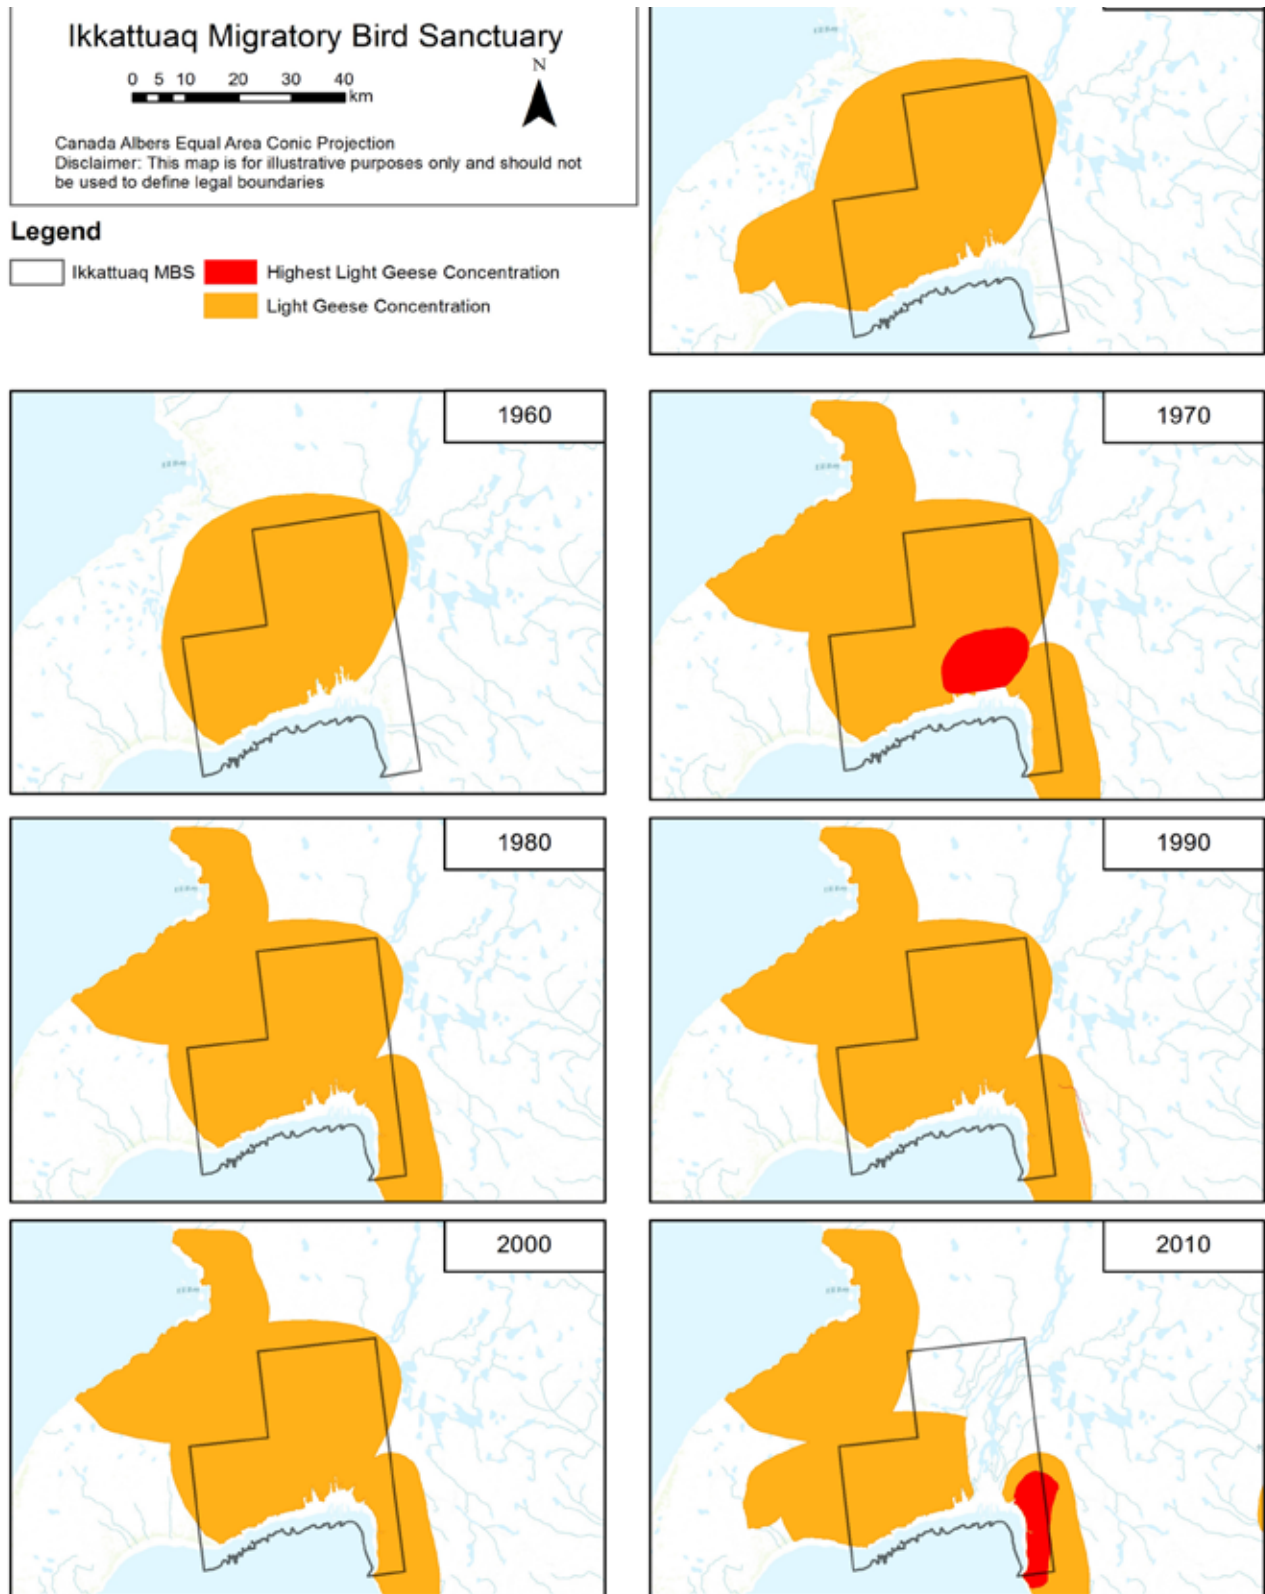 Ikkattuaq Migratory Bird Sanctuary
0 5 10 20 30 40
km
N
Canada Albers Equal Area Conic Projection
Disclaimer: This map is for illustrative purposes only and should not
be used to define legal boundaries
Legend
Ikkattuaq MBS
Highest Light Geese Concentration
Light Geese Concentration
1960
1970
1980
1990
2000
2010